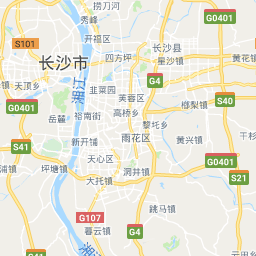 捞刀河
秀峰
G0401
S101
开福区
长沙县
四方坪
星沙镇
长沙市
G4
天顶乡
韭菜园
芙蓉区
湘江
榔梨镇
S40
G0401
岳麓
裕南街
高桥乡
黎托乡
雨花区
新开铺
黄兴镇
S41
天心区
G0401
坪塘镇
洞井镇
大托镇
S21
G107
跳马镇
暮云镇
G4